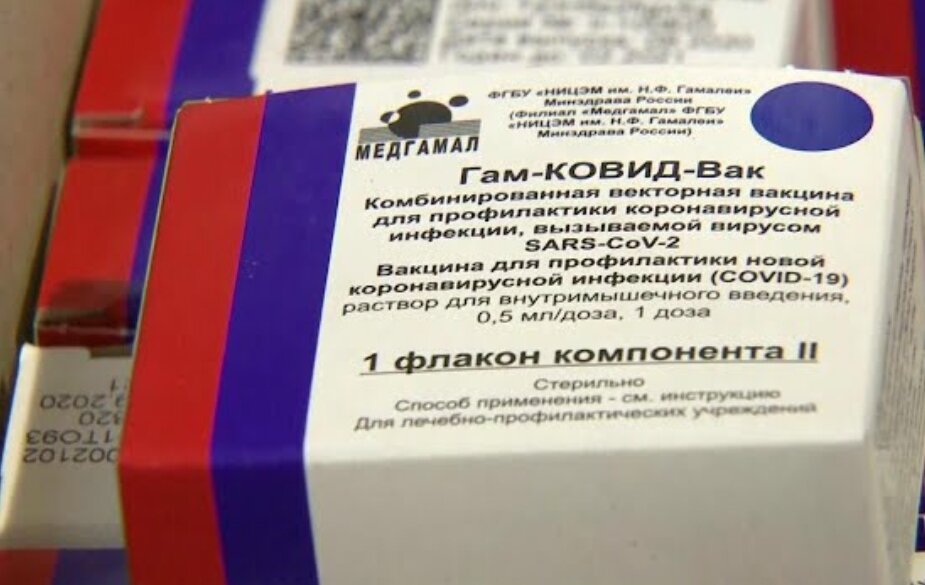 МЕДГАМАЛ
ФГБУ «НИЦЭМ им. Н.Ф. Гамалеи»
Минздрава России
(Филиал «Медгамал» ФГБУ
«НИЦЭМ им. Н.Ф. Гамалеи»
Минздрава России)
Гам-КОВИД-Вак
Комбинированная векторная вакцина
для профилактики коронавирусной
инфекции, вызываемой вирусом
SARS-CoV-2
Вакцина для профилактики новой
коронавирусной инфекции (COVID-19)
раствор для внутримышечного введения,
0,5 мл/доза, 1 доза
1 флакон компонента II
Стерильно
Способ применения - см. инструкцию
Для лечебно-профилактических учреждений